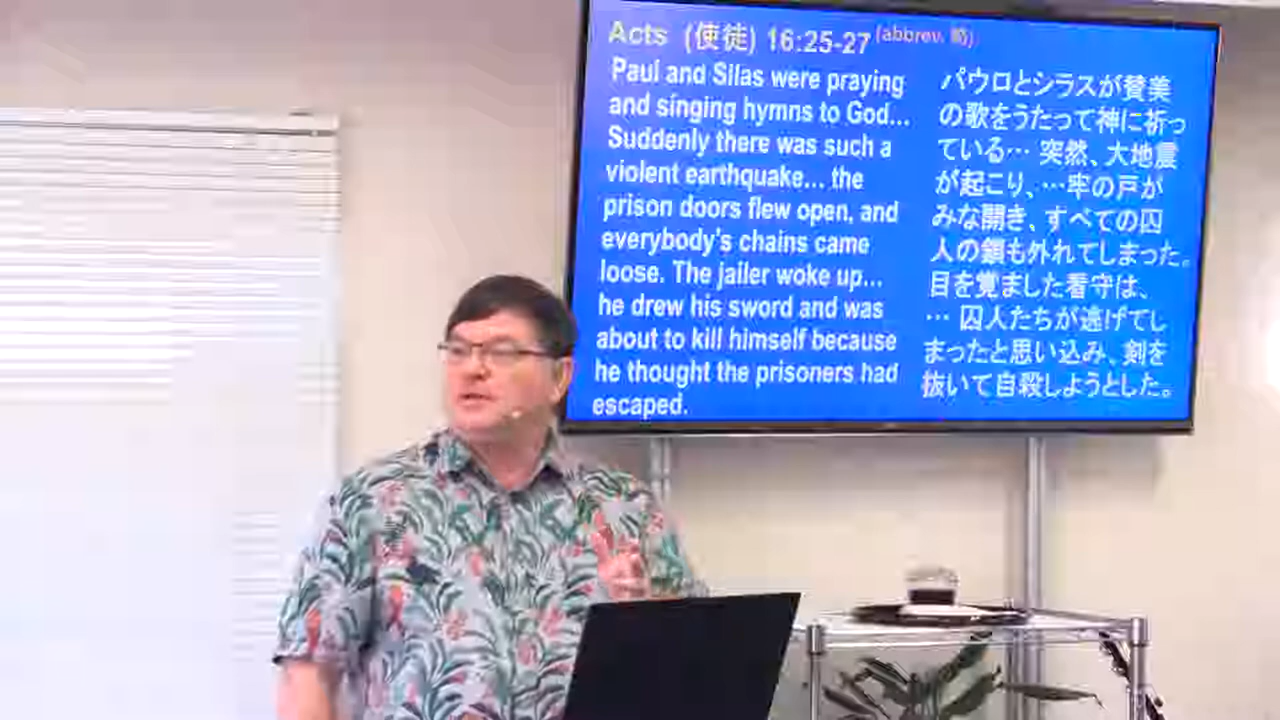 Acts (使徒) 16:25-27 (abbrev. 略)
Paul and Silas were praying
and singing hymns to God...
Suddenly there was such a
violent earthquake... the
prison doors flew open, and
everybody's chains came
loose. The jailer woke up...
he drew his sword and was
about to kill himself because
he thought the prisoners had
escaped.
パウロとシラスが賛美
の歌をうたって神に祈っ
ている… 突然、大地震
が起こり、…牢の戸が
みな開き、すべての囚
人の鎖も外れてしまった。
目を覚ました看守は、
… 囚人たちが逃げてし
まったと思い込み、剣を
抜いて自殺しようとした。